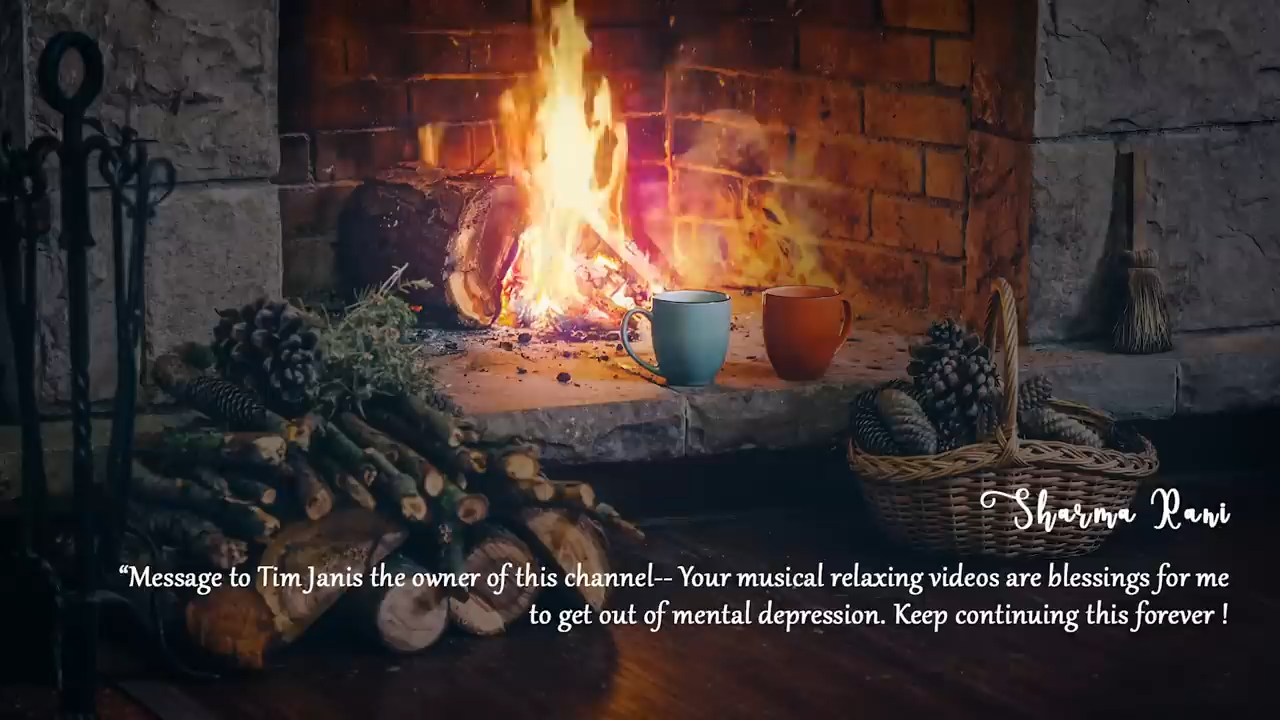 Sharma Rani
“Message to Tim Janis the owner of this channel-- Your musical relaxing videos are blessings for me
to get out of mental depression. Keep continuing this forever !